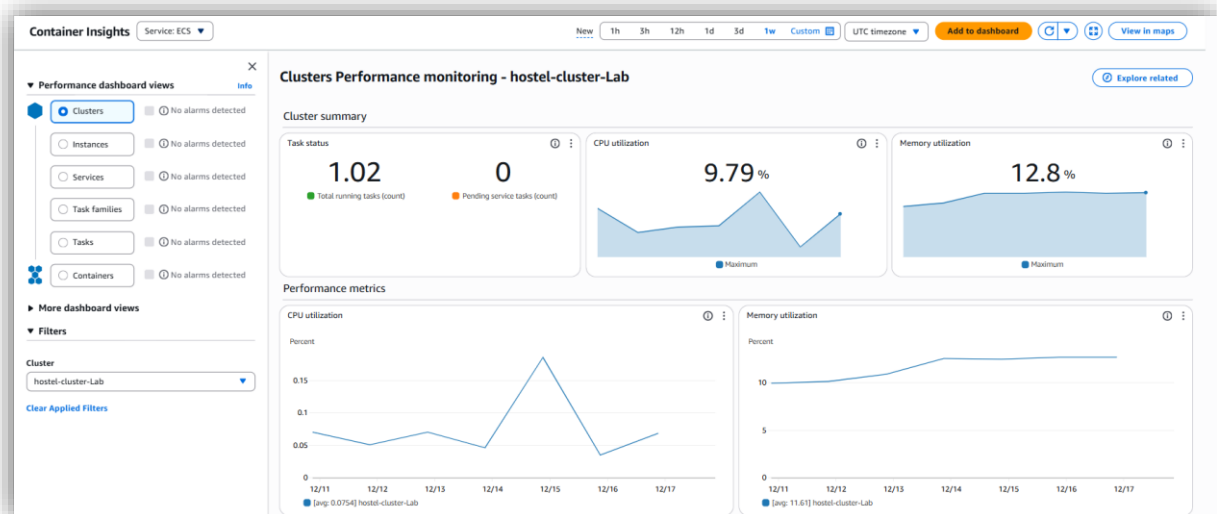 Container Insights
Service: ECS
New 1h 3h 12h 1d 3d 1w Custom
UTC timezone
Add to dashboard
View in maps
Performance dashboard views
Info
Clusters
No alarms detected
Instances
No alarms detected
Services
No alarms detected
Task families
No alarms detected
Tasks
No alarms detected
Containers
No alarms detected
More dashboard views
Filters
Cluster
hostel-cluster-Lab
Clear Applied Filters
Clusters Performance monitoring - hostel-cluster-Lab
Explore related
Cluster summary
Task status
1.02
Total running tasks (count)
0
Pending service tasks (count)
CPU utilization
9.79 %
Maximum
Memory utilization
12.8 %
Maximum
Performance metrics
CPU utilization
Percent
0.15
0.1
0.05
0
12/11 12/12 12/13 12/14 12/15 12/16 12/17
[avg: 0.0754] hostel-cluster-Lab
Memory utilization
Percent
10
5
0
12/11 12/12 12/13 12/14 12/15 12/16 12/17
[avg: 11.61] hostel-cluster-Lab